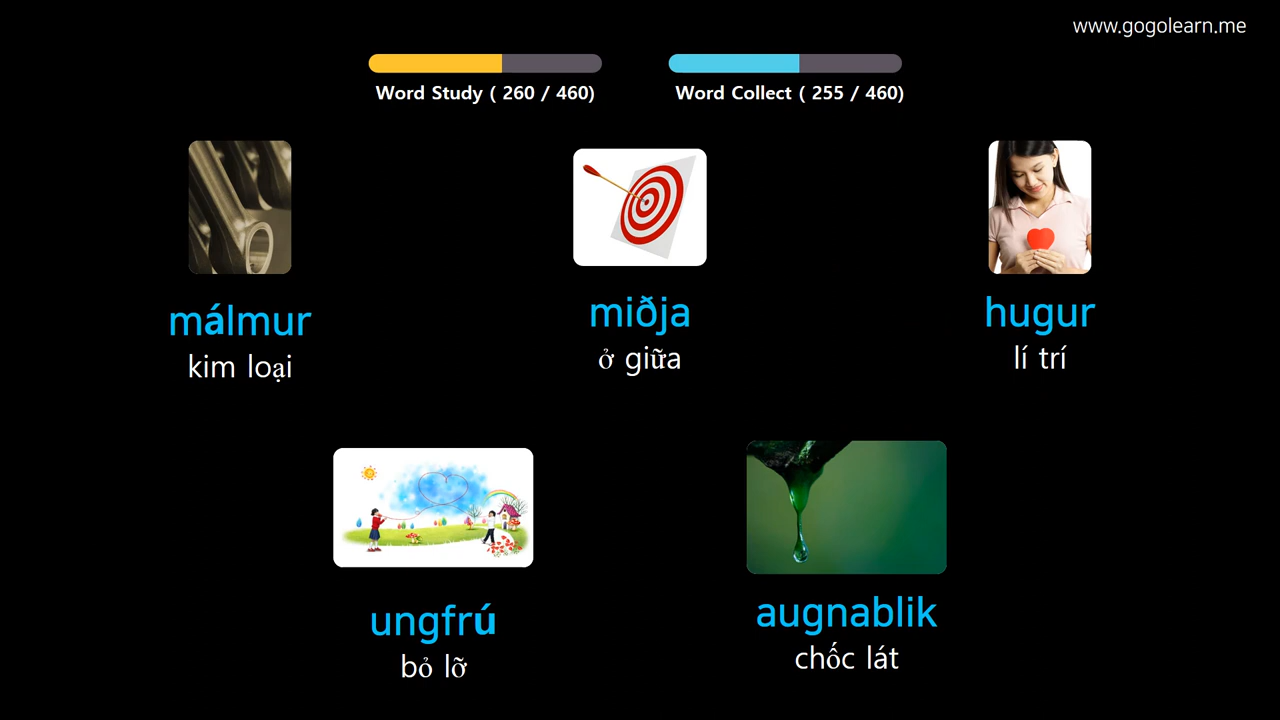 www.gogolearn.me
Word Study ( 260 / 460)
Word Collect ( 255 / 460)
málmur
kim loại
miðja
ở giữa
hugur
lí trí
ungfrú
bỏ lỡ
augnablik
chốc lát